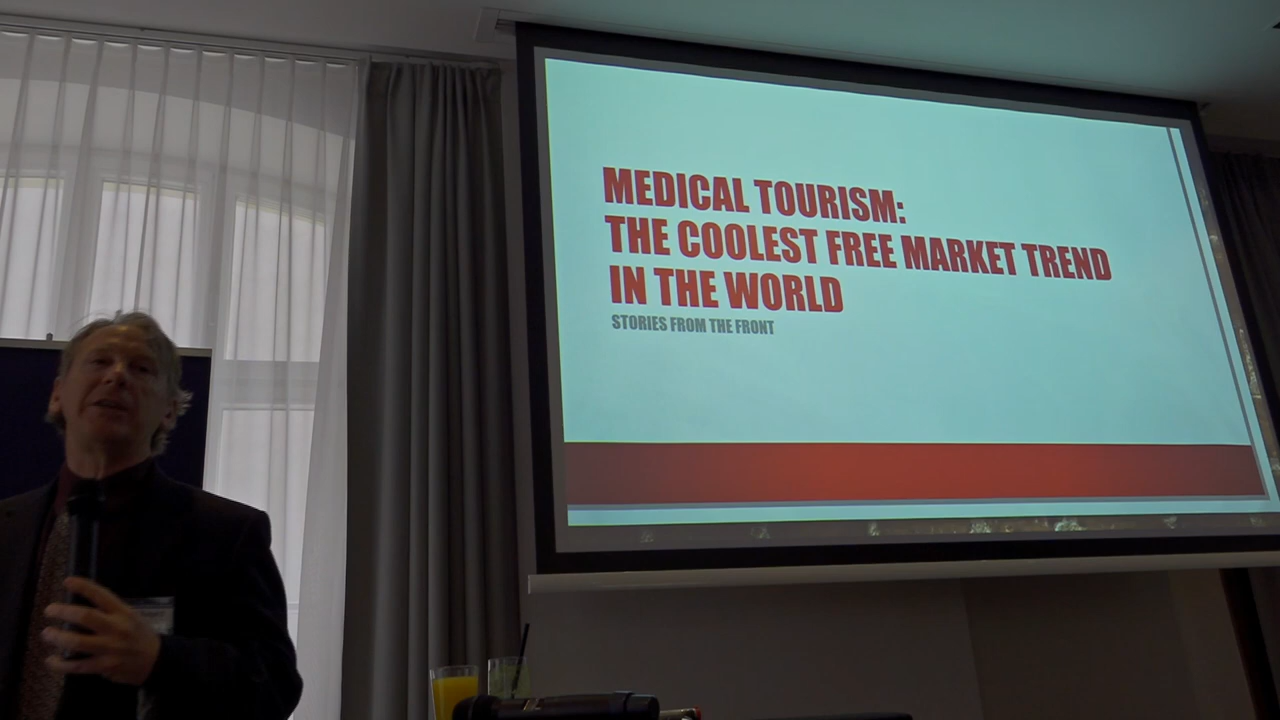 MEDICAL TOURISM:
THE COOLEST FREE MARKET TREND
IN THE WORLD
STORIES FROM THE FRONT